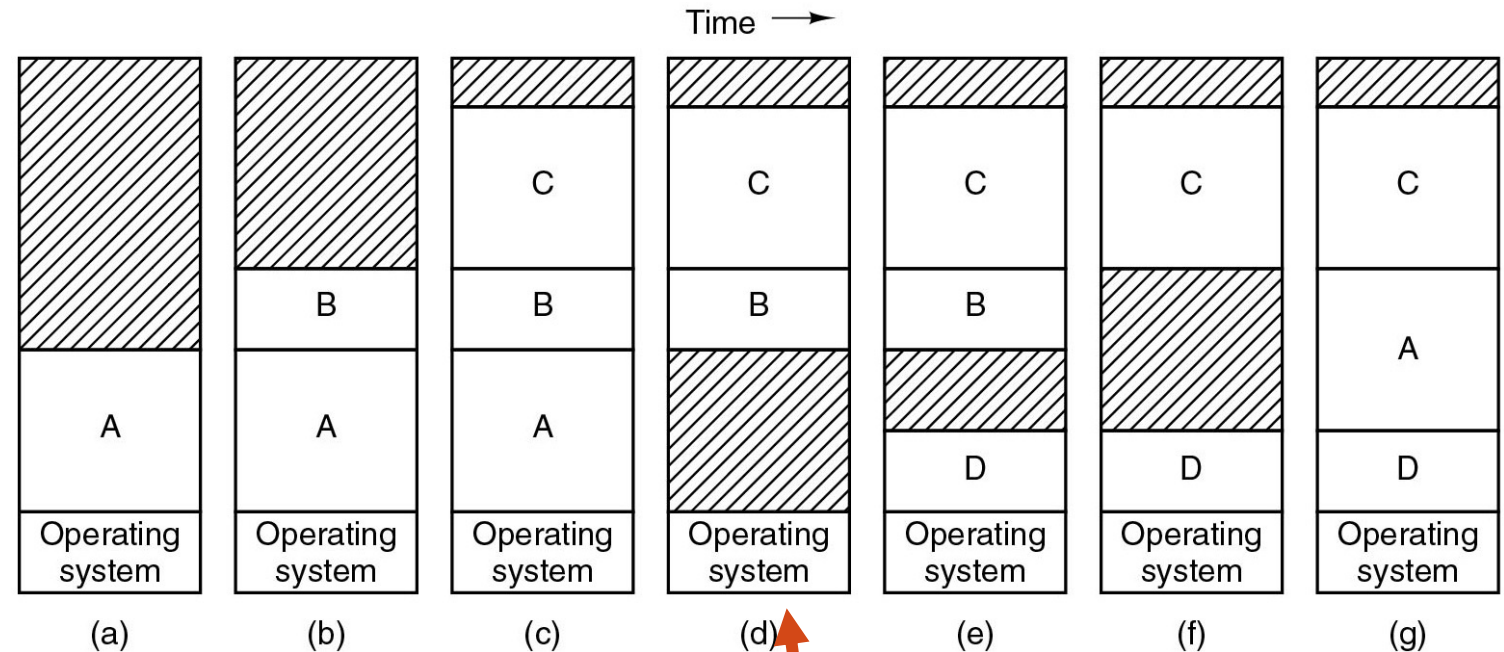 Time
C C C C C
B B B B A
A A A D D D
Operating system Operating system Operating system Operating system Operating system Operating system Operating system
(a) (b) (c) (d) (e) (f) (g)